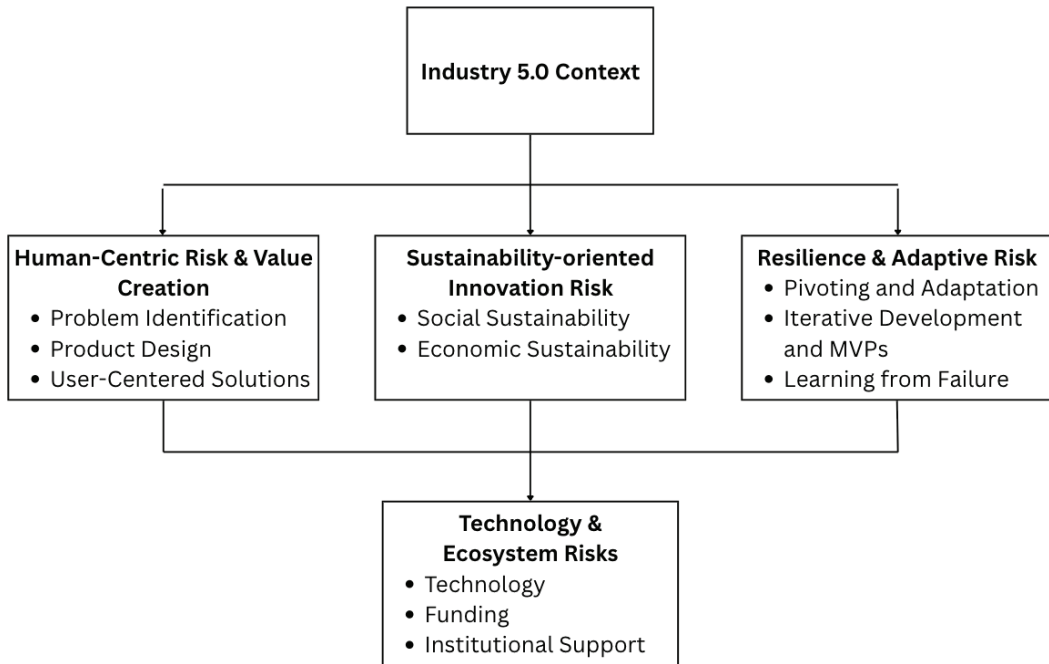 Industry 5.0 Context
Human-Centric Risk & Value
Creation
• Problem Identification
• Product Design
• User-Centered Solutions
Sustainability-oriented
Innovation Risk
• Social Sustainability
• Economic Sustainability
Resilience & Adaptive Risk
• Pivoting and Adaptation
• Iterative Development
and MVPs
• Learning from Failure
Technology &
Ecosystem Risks
• Technology
• Funding
• Institutional Support